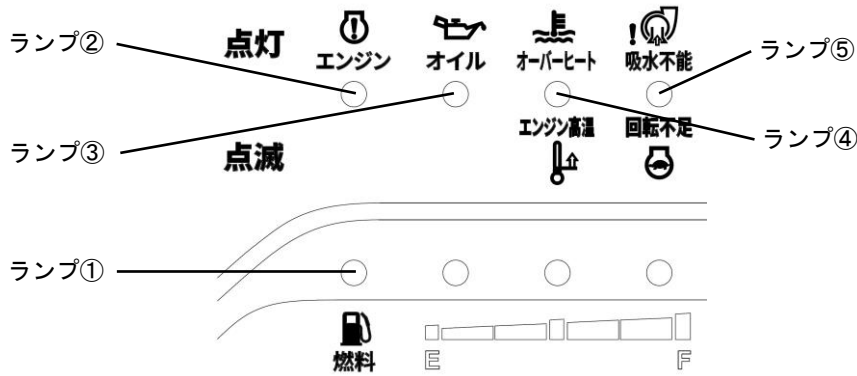 ランプ②
点灯
エンジン
オイル
オーバーヒート
吸水不能
ランプ⑤
ランプ③
点滅
エンジン高温
回転不足
ランプ④
ランプ①
燃料
E
F